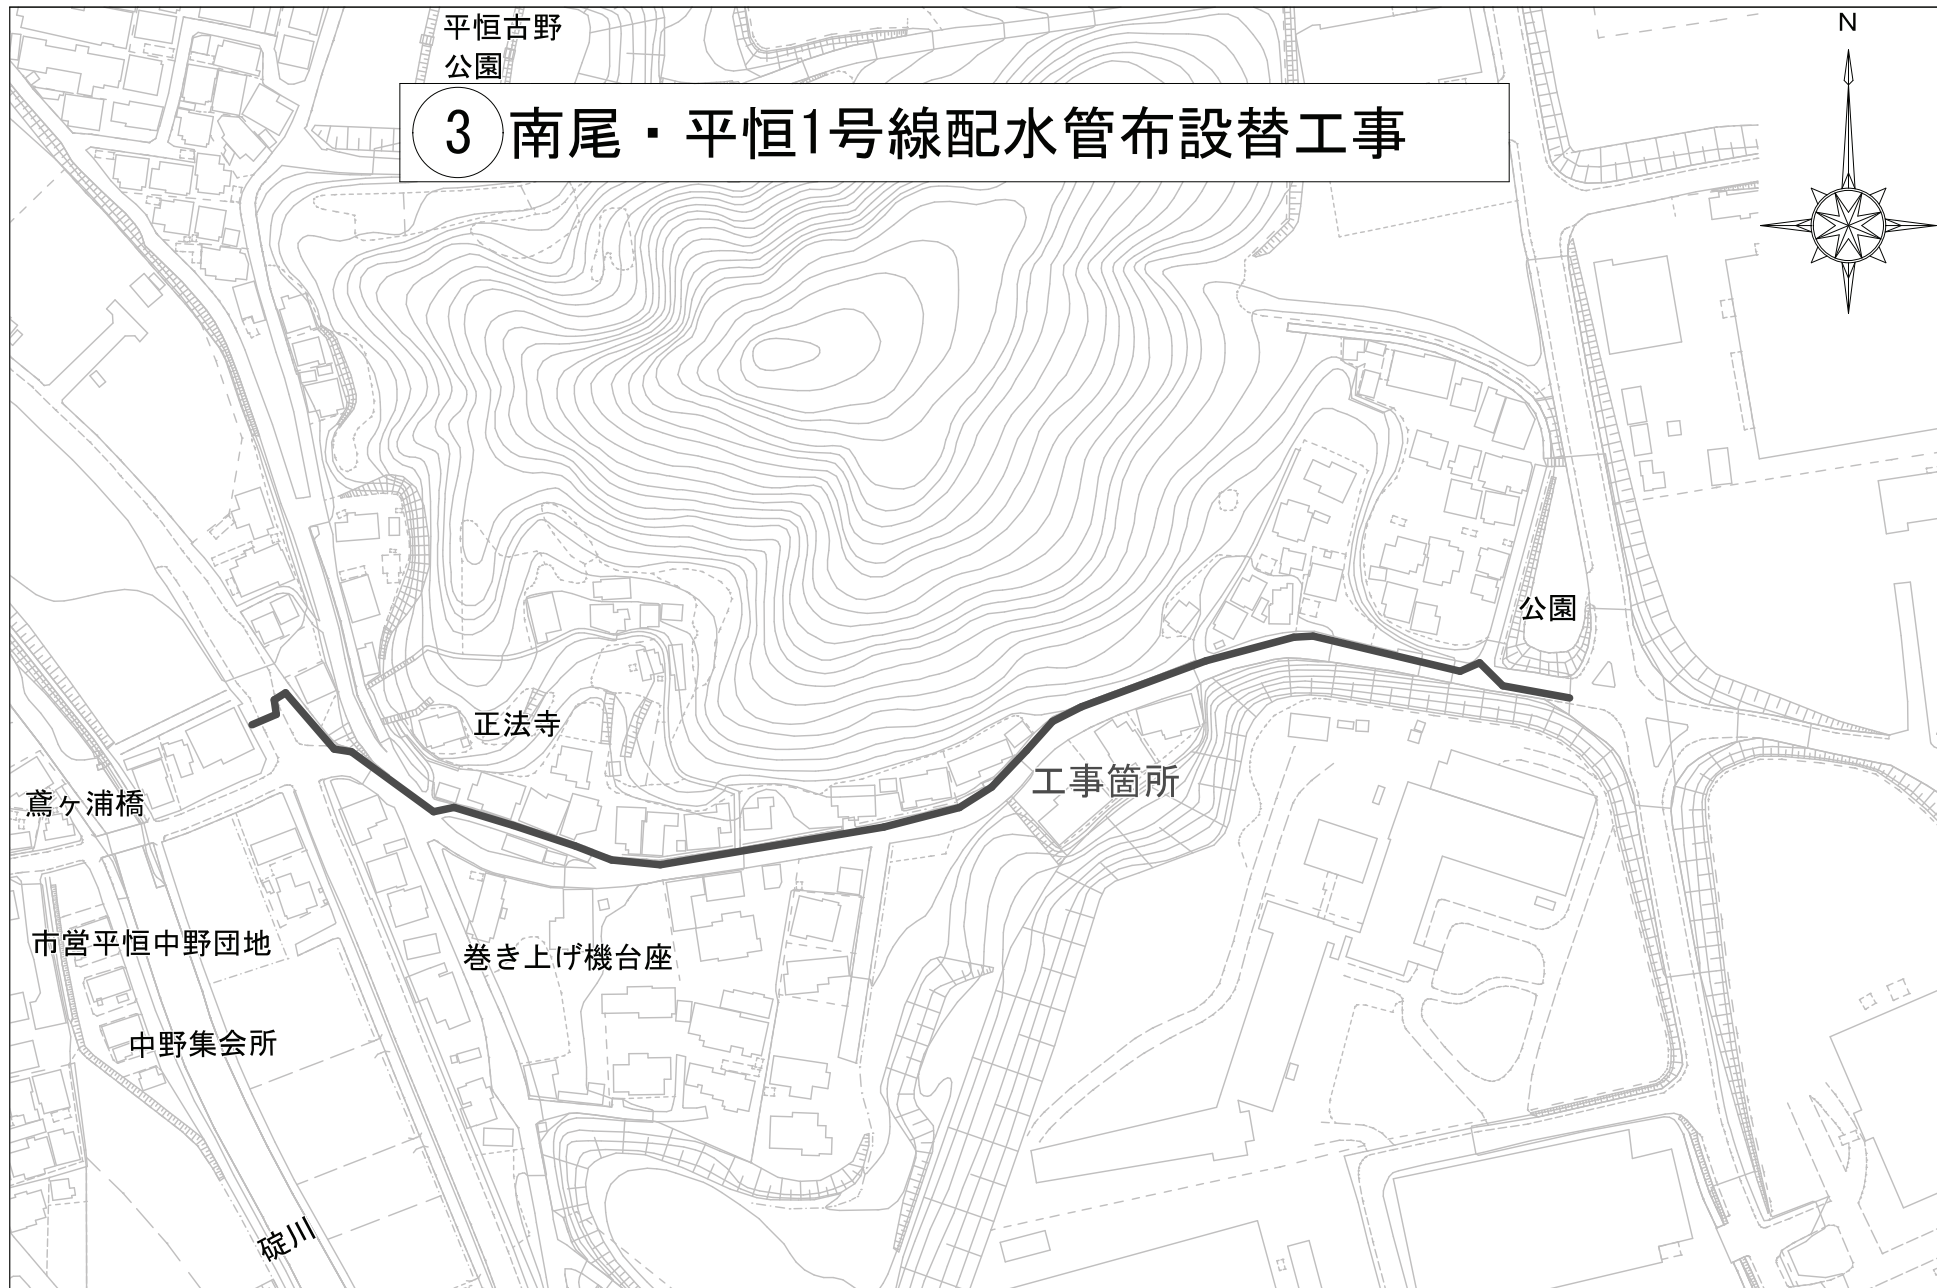 平恒古野
公園
N
③南尾・平恒1号線配水管布設替工事
公園
正法寺
工事箇所
鳶ヶ浦橋
市営平恒中野団地
巻き上げ機台座
中野集会所
碇川